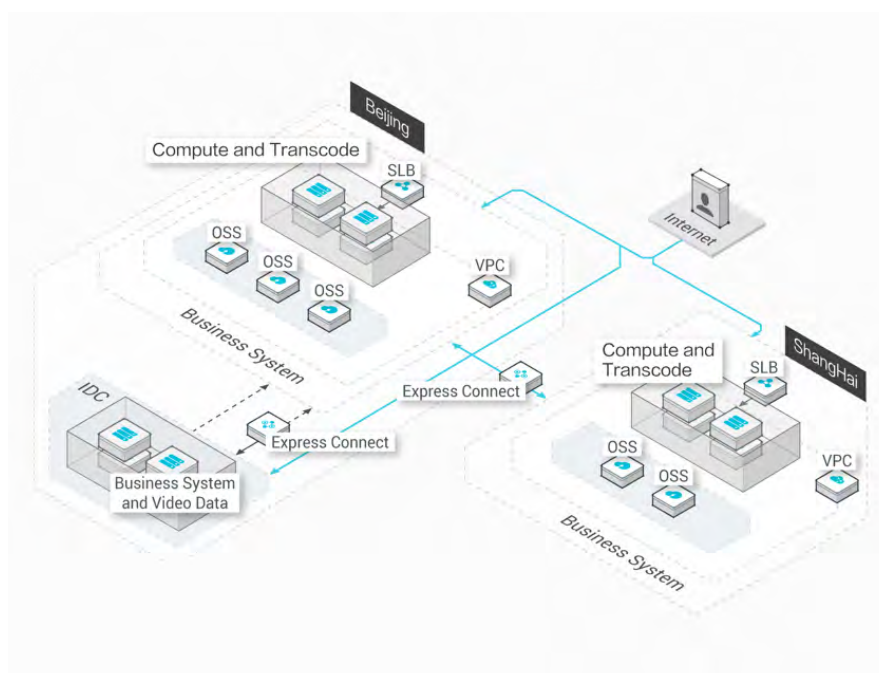 Beijing
Compute and Transcode
SLB
OSS
OSS
OSS
VPC
Business System
Internet
ShangHai
Compute and
Transcode
SLB
OSS
OSS
VPC
Business System
Express Connect
IDC
Express Connect
Business System
and Video Data